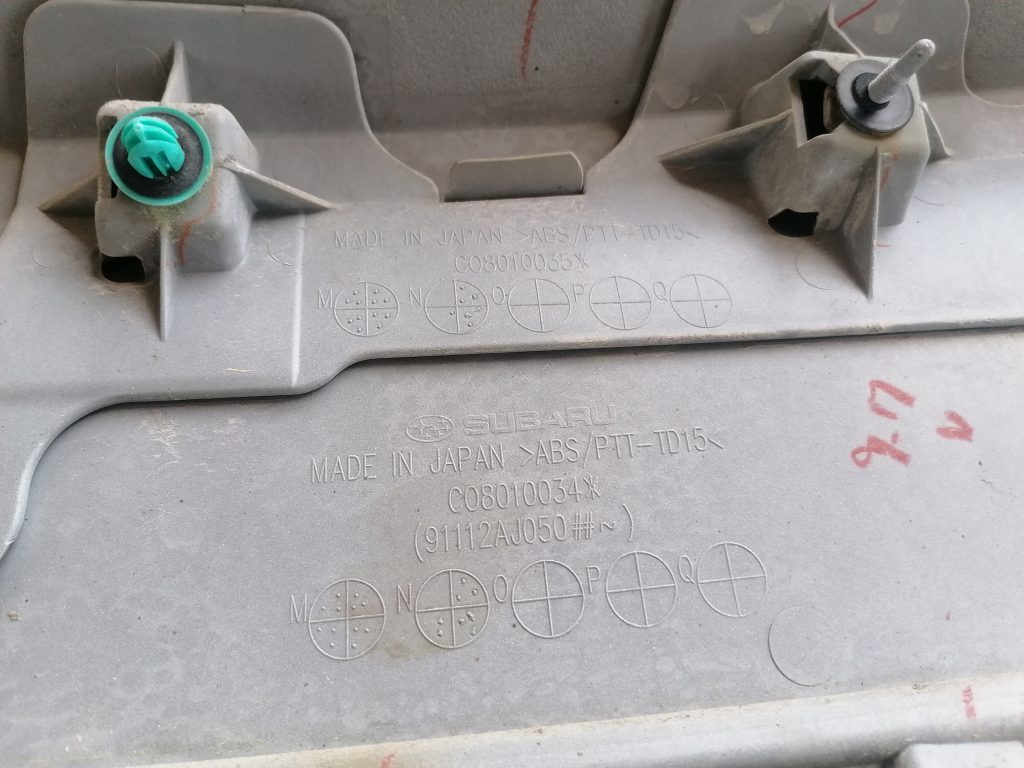 MADE IN JAPAN >ABS/PTT-TD15<
C08010035*
M N O P Q
SUBARU
MADE IN JAPAN >ABS/PTT-TD15<
C08010034*
(91112AJ050##~)
M N O P Q